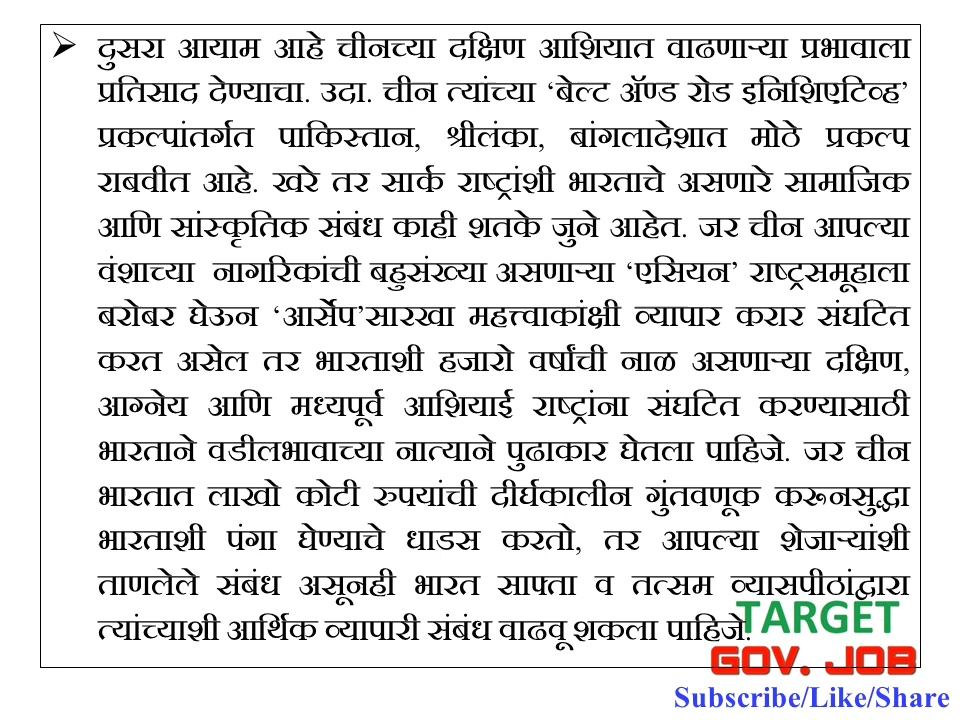 ➢ दुसरा आयाम आहे चीनच्या दक्षिण आशियात वाढणाऱ्या प्रभावाला
प्रतिसाद देण्याचा. उदा. चीन त्यांच्या ‘बेल्ट ॲण्ड रोड इनिशिएटिव्ह’
प्रकल्पांतर्गत पाकिस्तान, श्रीलंका, बांगलादेशात मोठे प्रकल्प
राबवीत आहे. खरे तर सार्क राष्ट्रांशी भारताचे असणारे सामाजिक
आणि सांस्कृतिक संबंध काही शतके जुने आहेत. जर चीन आपल्या
वंशाच्या नागरिकांची बहुसंख्या असणाऱ्या ‘एसियन’ राष्ट्रसमूहाला
बरोबर घेऊन ‘आर्सेप’सारखा महत्त्वाकांक्षी व्यापार करार संघटित
करत असेल तर भारताशी हजारो वर्षांची नाळ असणाऱ्या दक्षिण,
आग्नेय आणि मध्यपूर्व आशियाई राष्ट्रांना संघटित करण्यासाठी
भारताने वडीलभावाच्या नात्याने पुढाकार घेतला पाहिजे. जर चीन
भारतात लाखो कोटी रुपयांची दीर्घकालीन गुंतवणूक करूनसुद्धा
भारताशी पंगा घेण्याचे धाडस करतो, तर आपल्या शेजाऱ्यांशी
ताणलेले संबंध असूनही भारत साफ्ता व तत्सम व्यासपीठांद्वारा
त्यांच्याशी आर्थिक व्यापारी संबंध वाढवू शकला पाहिजे.
TARGET
GOV. JOB
Subscribe/Like/Share